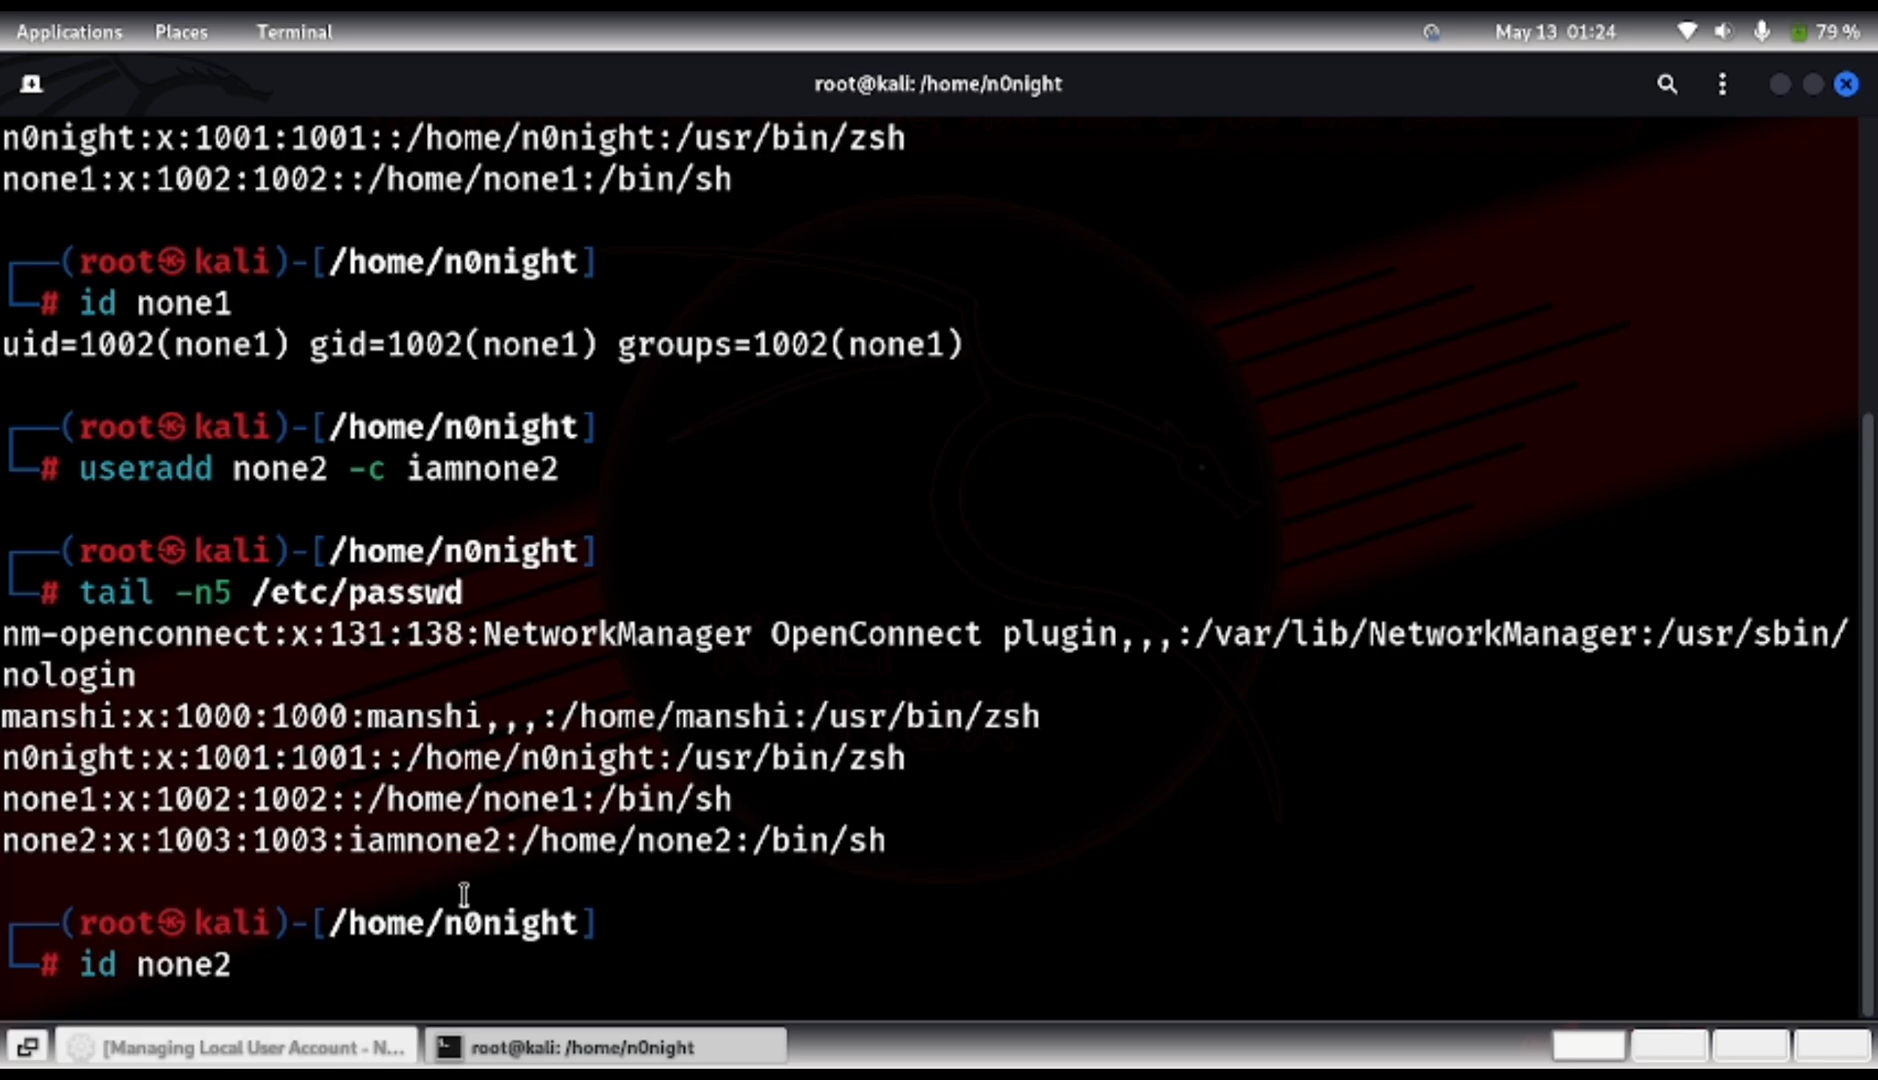 Applications Places Terminal May 13 01:24 79 %
root@kali: /home/n0night
n0night:x:1001:1001::/home/n0night:/usr/bin/zsh
none1:x:1002:1002::/home/none1:/bin/sh
┌──(root㉿kali)-[/home/n0night]
└─# id none1
uid=1002(none1) gid=1002(none1) groups=1002(none1)
┌──(root㉿kali)-[/home/n0night]
└─# useradd none2 -c iamnone2
┌──(root㉿kali)-[/home/n0night]
└─# tail -n5 /etc/passwd
nm-openconnect:x:131:138:NetworkManager OpenConnect plugin,,,:/var/lib/NetworkManager:/usr/sbin/
nologin
manshi:x:1000:1000:manshi,,,:/home/manshi:/usr/bin/zsh
n0night:x:1001:1001::/home/n0night:/usr/bin/zsh
none1:x:1002:1002::/home/none1:/bin/sh
none2:x:1003:1003:iamnone2:/home/none2:/bin/sh
┌──(root㉿kali)-[/home/n0night]
└─# id none2
[Managing Local User Account - N... root@kali: /home/n0night